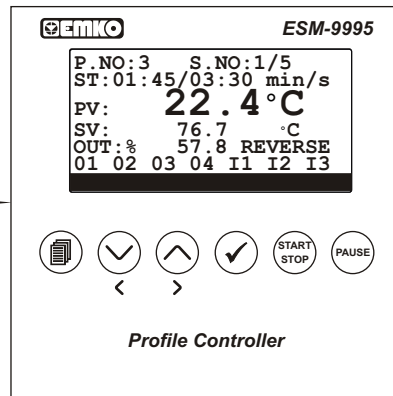 EMKO
ESM-9995
P.NO:3 S.NO:1/5
ST:01:45/03:30 min/s
PV: 22.4°C
SV: 76.7 °C
OUT:% 57.8 REVERSE
01 02 03 04 I1 I2 I3
START STOP
PAUSE
Profile Controller